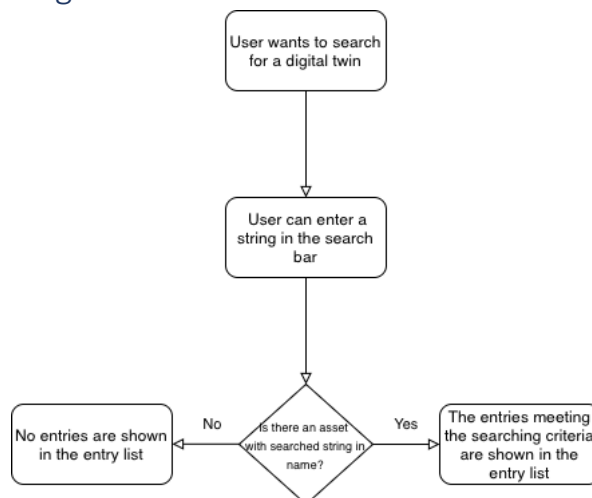 User wants to search
for a digital twin
User can enter a
string in the search
bar
No
Is there an asset
with searched string in
name?
Yes
No entries are shown
in the entry list
The entries meeting
the searching criteria
are shown in the
entry list